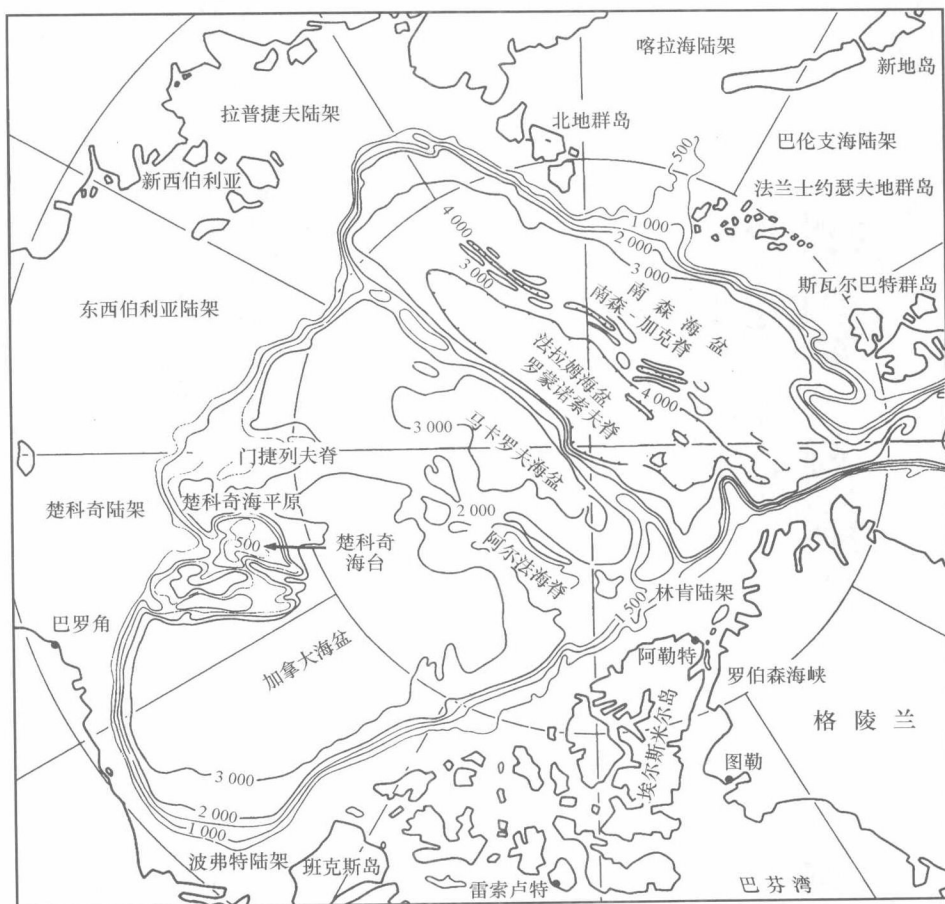 喀拉海陆架
新地岛
拉普捷夫陆架
北地群岛
500
巴伦支海陆架
新西伯利亚
法兰士约瑟夫地群岛
1 000
2 000
4 000
3 000
3 000
斯瓦尔巴特群岛
东西伯利亚陆架
南森海盆
南森-加克脊
法拉姆海盆
罗蒙诺索夫脊
4 000
马卡罗夫海盆
3 000
门捷列夫脊
楚科奇陆架
楚科奇海平原
2 000
500
楚科奇
海台
阿尔法海脊
林肯陆架
500
巴罗角
阿勒特
加拿大海盆
罗伯森海峡
埃尔斯米尔岛
格陵兰
3 000
图勒
2 000
1 000
波弗特陆架
班克斯岛
雷索卢特
巴芬湾